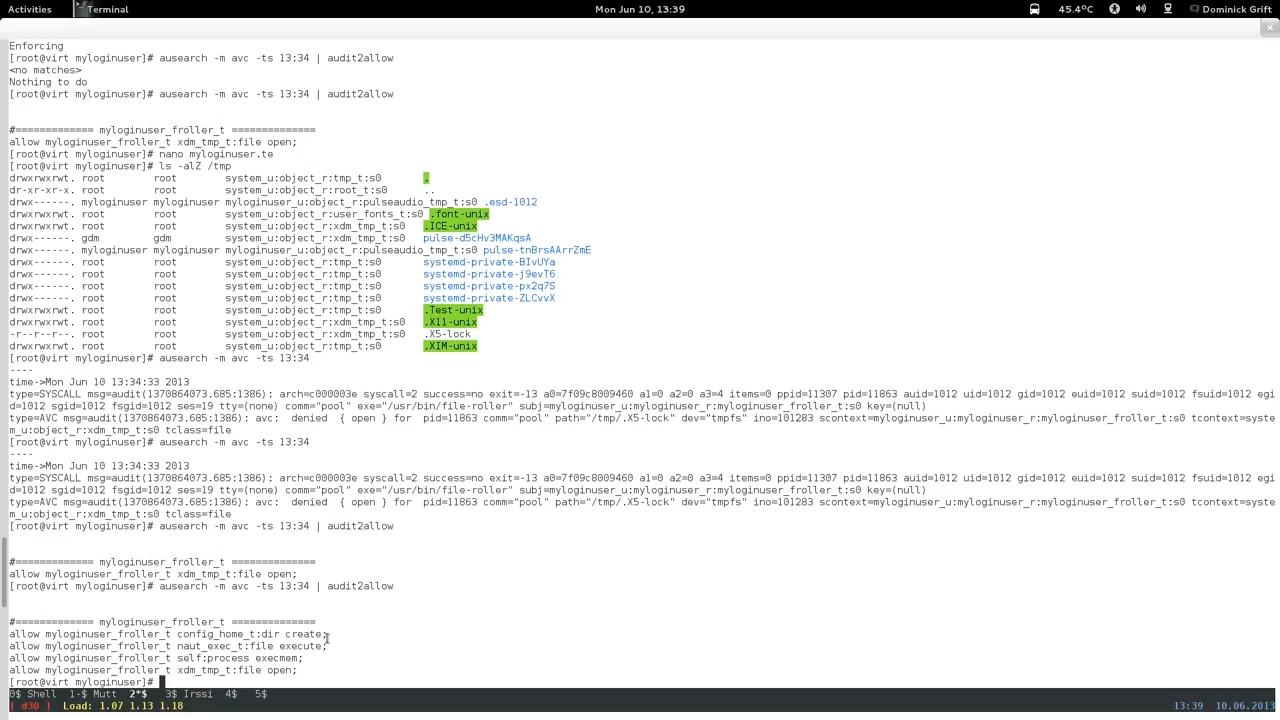 Activities Terminal Mon Jun 10, 13:39 45.4°C Dominick Grift
Enforcing
[root@virt myloginuser]# ausearch -m avc -ts 13:34 | audit2allow
<no matches>
Nothing to do
[root@virt myloginuser]# ausearch -m avc -ts 13:34 | audit2allow
#============= myloginuser_froller_t ==============
allow myloginuser_froller_t xdm_tmp_t:file open;
[root@virt myloginuser]# nano myloginuser.te
[root@virt myloginuser]# ls -alZ /tmp
drwxrwxrwt. root root system_u:object_r:tmp_t:s0 .
dr-xr-xr-x. root root system_u:object_r:root_t:s0 ..
drwx------. myloginuser myloginuser myloginuser_u:object_r:pulseaudio_tmp_t:s0 .esd-1012
drwxrwxrwt. root root system_u:object_r:user_fonts_t:s0 .font-unix
drwxrwxrwt. root root system_u:object_r:xdm_tmp_t:s0 .ICE-unix
drwx------. gdm gdm system_u:object_r:xdm_tmp_t:s0 pulse-d5cHv3MAKqsA
drwx------. myloginuser myloginuser myloginuser_u:object_r:pulseaudio_tmp_t:s0 pulse-tnBrsAArrZmE
drwx------. root root system_u:object_r:tmp_t:s0 systemd-private-BIvUYa
drwx------. root root system_u:object_r:tmp_t:s0 systemd-private-j9evT6
drwx------. root root system_u:object_r:tmp_t:s0 systemd-private-px2q7S
drwx------. root root system_u:object_r:tmp_t:s0 systemd-private-ZLCvvX
drwxrwxrwt. root root system_u:object_r:tmp_t:s0 .Test-unix
drwxrwxrwt. root root system_u:object_r:xdm_tmp_t:s0 .X11-unix
-r--r--r--. root root system_u:object_r:xdm_tmp_t:s0 .X5-lock
drwxrwxrwt. root root system_u:object_r:tmp_t:s0 .XIM-unix
[root@virt myloginuser]# ausearch -m avc -ts 13:34
----
time->Mon Jun 10 13:34:33 2013
type=SYSCALL msg=audit(1370864073.685:1386): arch=c000003e syscall=2 success=no exit=-13 a0=7f09c8009460 a1=0 a2=0 a3=4 items=0 ppid=11307 pid=11863 auid=1012 uid=1012 gid=1012 euid=1012 suid=1012 fsuid=1012 egi
d=1012 sgid=1012 fsgid=1012 ses=19 tty=(none) comm="pool" exe="/usr/bin/file-roller" subj=myloginuser_u:myloginuser_r:myloginuser_froller_t:s0 key=(null)
type=AVC msg=audit(1370864073.685:1386): avc:  denied  { open } for  pid=11863 comm="pool" path="/tmp/.X5-lock" dev="tmpfs" ino=101283 scontext=myloginuser_u:myloginuser_r:myloginuser_froller_t:s0 tcontext=syste
m_u:object_r:xdm_tmp_t:s0 tclass=file
[root@virt myloginuser]# ausearch -m avc -ts 13:34
----
time->Mon Jun 10 13:34:33 2013
type=SYSCALL msg=audit(1370864073.685:1386): arch=c000003e syscall=2 success=no exit=-13 a0=7f09c8009460 a1=0 a2=0 a3=4 items=0 ppid=11307 pid=11863 auid=1012 uid=1012 gid=1012 euid=1012 suid=1012 fsuid=1012 egi
d=1012 sgid=1012 fsgid=1012 ses=19 tty=(none) comm="pool" exe="/usr/bin/file-roller" subj=myloginuser_u:myloginuser_r:myloginuser_froller_t:s0 key=(null)
type=AVC msg=audit(1370864073.685:1386): avc:  denied  { open } for  pid=11863 comm="pool" path="/tmp/.X5-lock" dev="tmpfs" ino=101283 scontext=myloginuser_u:myloginuser_r:myloginuser_froller_t:s0 tcontext=syste
m_u:object_r:xdm_tmp_t:s0 tclass=file
[root@virt myloginuser]# ausearch -m avc -ts 13:34 | audit2allow
#============= myloginuser_froller_t ==============
allow myloginuser_froller_t xdm_tmp_t:file open;
[root@virt myloginuser]# ausearch -m avc -ts 13:34 | audit2allow
#============= myloginuser_froller_t ==============
allow myloginuser_froller_t config_home_t:dir create;
allow myloginuser_froller_t naut_exec_t:file execute;
allow myloginuser_froller_t self:process execmem;
allow myloginuser_froller_t xdm_tmp_t:file open;
[root@virt myloginuser]#
0$ Shell 1-$ Mutt 2*$ 3$ Irssi 4$ 5$
[ d30 ] Load: 1.07 1.13 1.18 13:39 10.06.2013